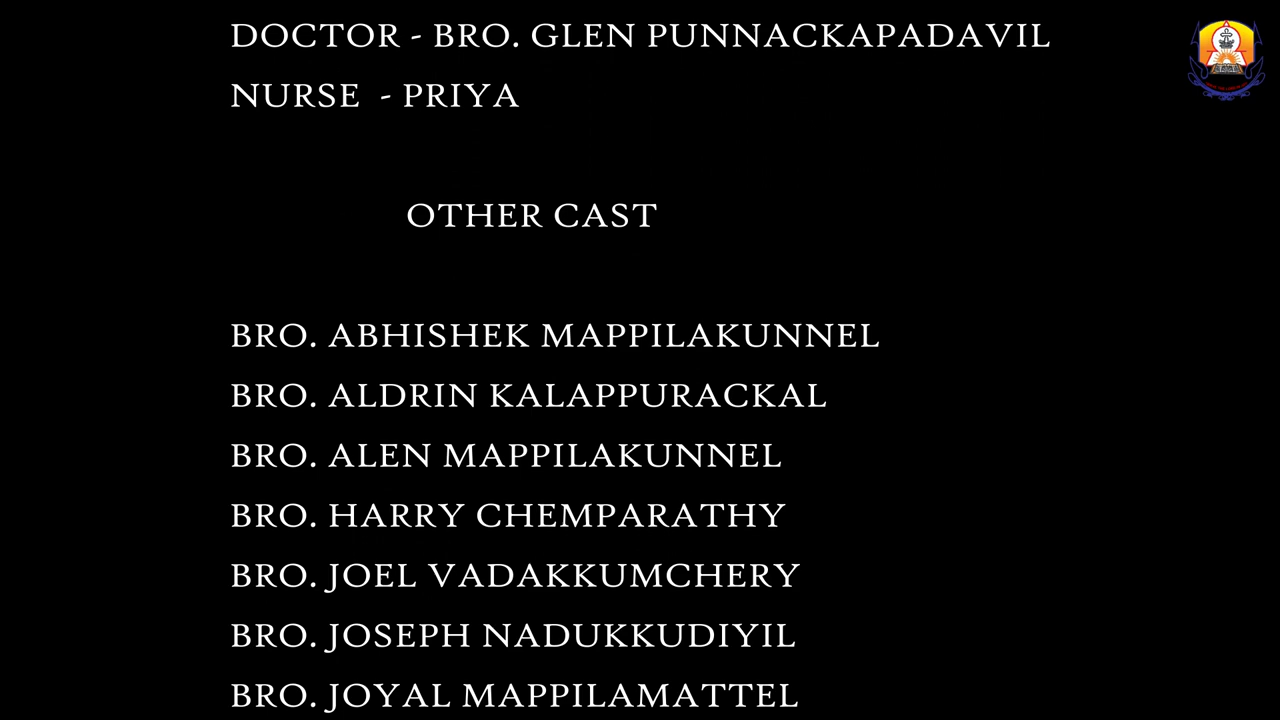 DOCTOR - BRO. GLEN PUNNACKAPADAVIL
NURSE - PRIYA
OTHER CAST
BRO. ABHISHEK MAPPILAKUNNEL
BRO. ALDRIN KALAPPURACKAL
BRO. ALEN MAPPILAKUNNEL
BRO. HARRY CHEMPARATHY
BRO. JOEL VADAKKUMCHERY
BRO. JOSEPH NADUKKUDIYIL
BRO. JOYAL MAPPILAMATTEL